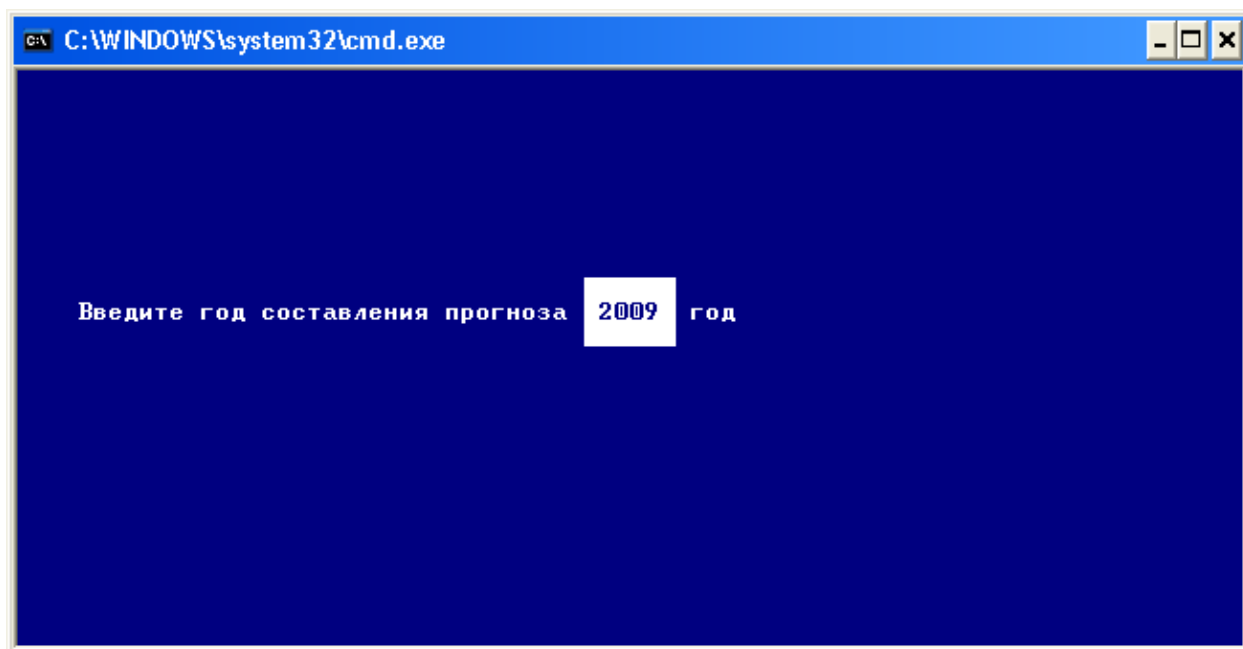 C:\WINDOWS\system32\cmd.exe
Введите год составления прогноза 2009 год